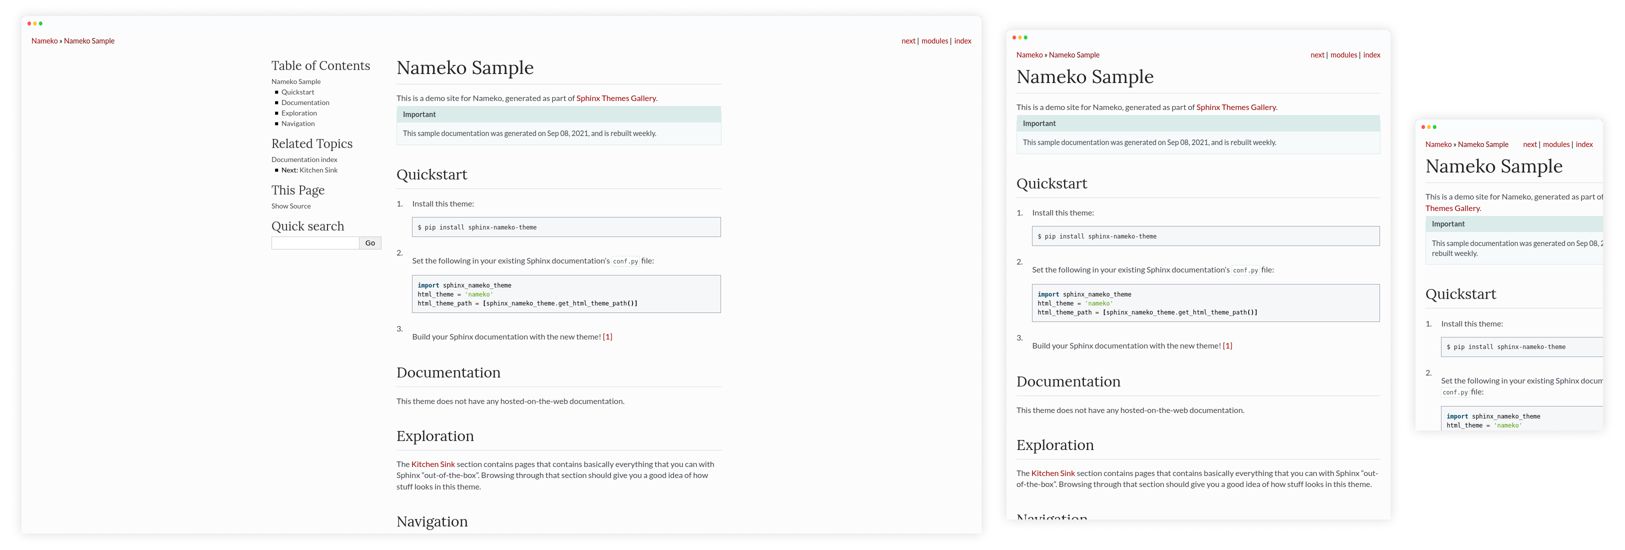 Nameko » Nameko Sample
next | modules | index
Table of Contents
Nameko Sample
Quickstart
Documentation
Exploration
Navigation
Related Topics
Documentation index
Next: Kitchen Sink
This Page
Show Source
Quick search
Go
Nameko Sample
This is a demo site for Nameko, generated as part of Sphinx Themes Gallery.
Important
This sample documentation was generated on Sep 08, 2021, and is rebuilt weekly.
Quickstart
1. Install this theme:
$ pip install sphinx-nameko-theme
2.
Set the following in your existing Sphinx documentation's conf.py file:
import sphinx_nameko_theme
html_theme = 'nameko'
html_theme_path = [sphinx_nameko_theme.get_html_theme_path()]
3.
Build your Sphinx documentation with the new theme! [1]
Documentation
This theme does not have any hosted-on-the-web documentation.
Exploration
The Kitchen Sink section contains pages that contains basically everything that you can with
Sphinx “out-of-the-box”. Browsing through that section should give you a good idea of how
stuff looks in this theme.
Navigation
Nameko » Nameko Sample
next | modules | index
Nameko Sample
This is a demo site for Nameko, generated as part of Sphinx Themes Gallery.
Important
This sample documentation was generated on Sep 08, 2021, and is rebuilt weekly.
Quickstart
1. Install this theme:
$ pip install sphinx-nameko-theme
2.
Set the following in your existing Sphinx documentation's conf.py file:
import sphinx_nameko_theme
html_theme = 'nameko'
html_theme_path = [sphinx_nameko_theme.get_html_theme_path()]
3.
Build your Sphinx documentation with the new theme! [1]
Documentation
This theme does not have any hosted-on-the-web documentation.
Exploration
The Kitchen Sink section contains pages that contains basically everything that you can with Sphinx “out-
of-the-box”. Browsing through that section should give you a good idea of how stuff looks in this theme.
Navigation
Nameko » Nameko Sample
next | modules | index
Nameko Sample
This is a demo site for Nameko, generated as part of
Themes Gallery.
Important
This sample documentation was generated on Sep 08, 2
rebuilt weekly.
Quickstart
1. Install this theme:
$ pip install sphinx-nameko-theme
2.
Set the following in your existing Sphinx docum
conf.py file:
import sphinx_nameko_theme
html_theme = 'nameko'